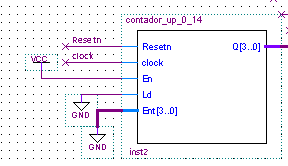 contador_up_0_14
Resetn
Resetn
Q[3..0]
clock
clock
VCC
En
Ld
GND
Ent[3..0]
GND
inst2